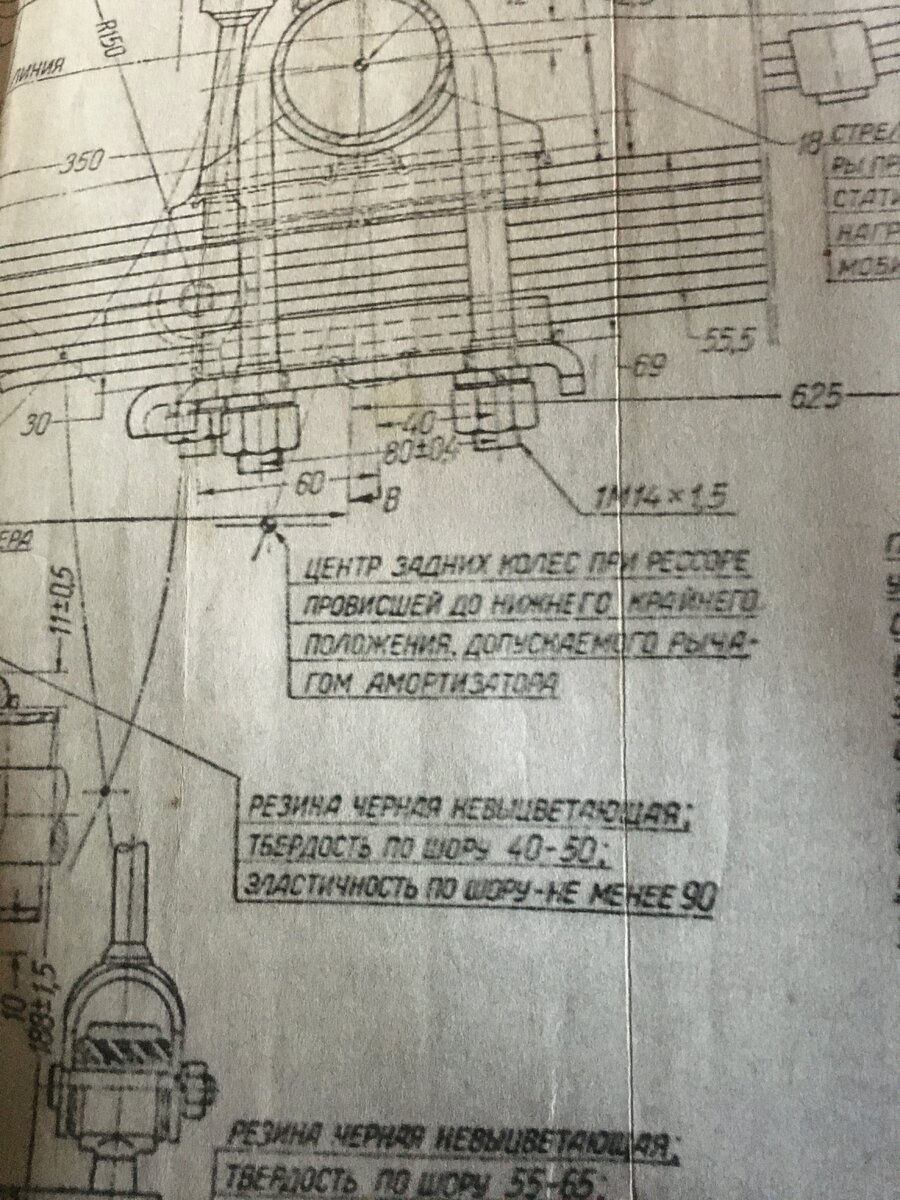 R150
ЛИНИЯ
350
18
СТРЕЛ
РЫ ПР
СТАТИ
НАГР
МОБИ
55,5
69
625
30
40
80±0,4
60
В
1М14×1,5
ЕРА
11±0,5
ЦЕНТР ЗАДНИХ КОЛЕС ПРИ РЕССОРЕ
ПРОВИСШЕЙ ДО НИЖНЕГО КРАЙНЕГО
ПОЛОЖЕНИЯ, ДОПУСКАЕМОГО РЫЧА-
ГОМ АМОРТИЗАТОРА
РЕЗИНА ЧЕРНАЯ НЕВЫЦВЕТАЮЩАЯ;
ТВЕРДОСТЬ ПО ШОРУ 40-50;
ЭЛАСТИЧНОСТЬ ПО ШОРУ-НЕ МЕНЕЕ 90
10
188±1,5
РЕЗИНА ЧЕРНАЯ НЕВЫЦВЕТАЮЩАЯ;
ТВЕРДОСТЬ ПО ШОРУ 55-65;